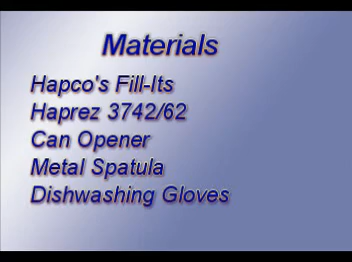 Materials
Hapco's Fill-Its
Haprez 3742/62
Can Opener
Metal Spatula
Dishwashing Gloves